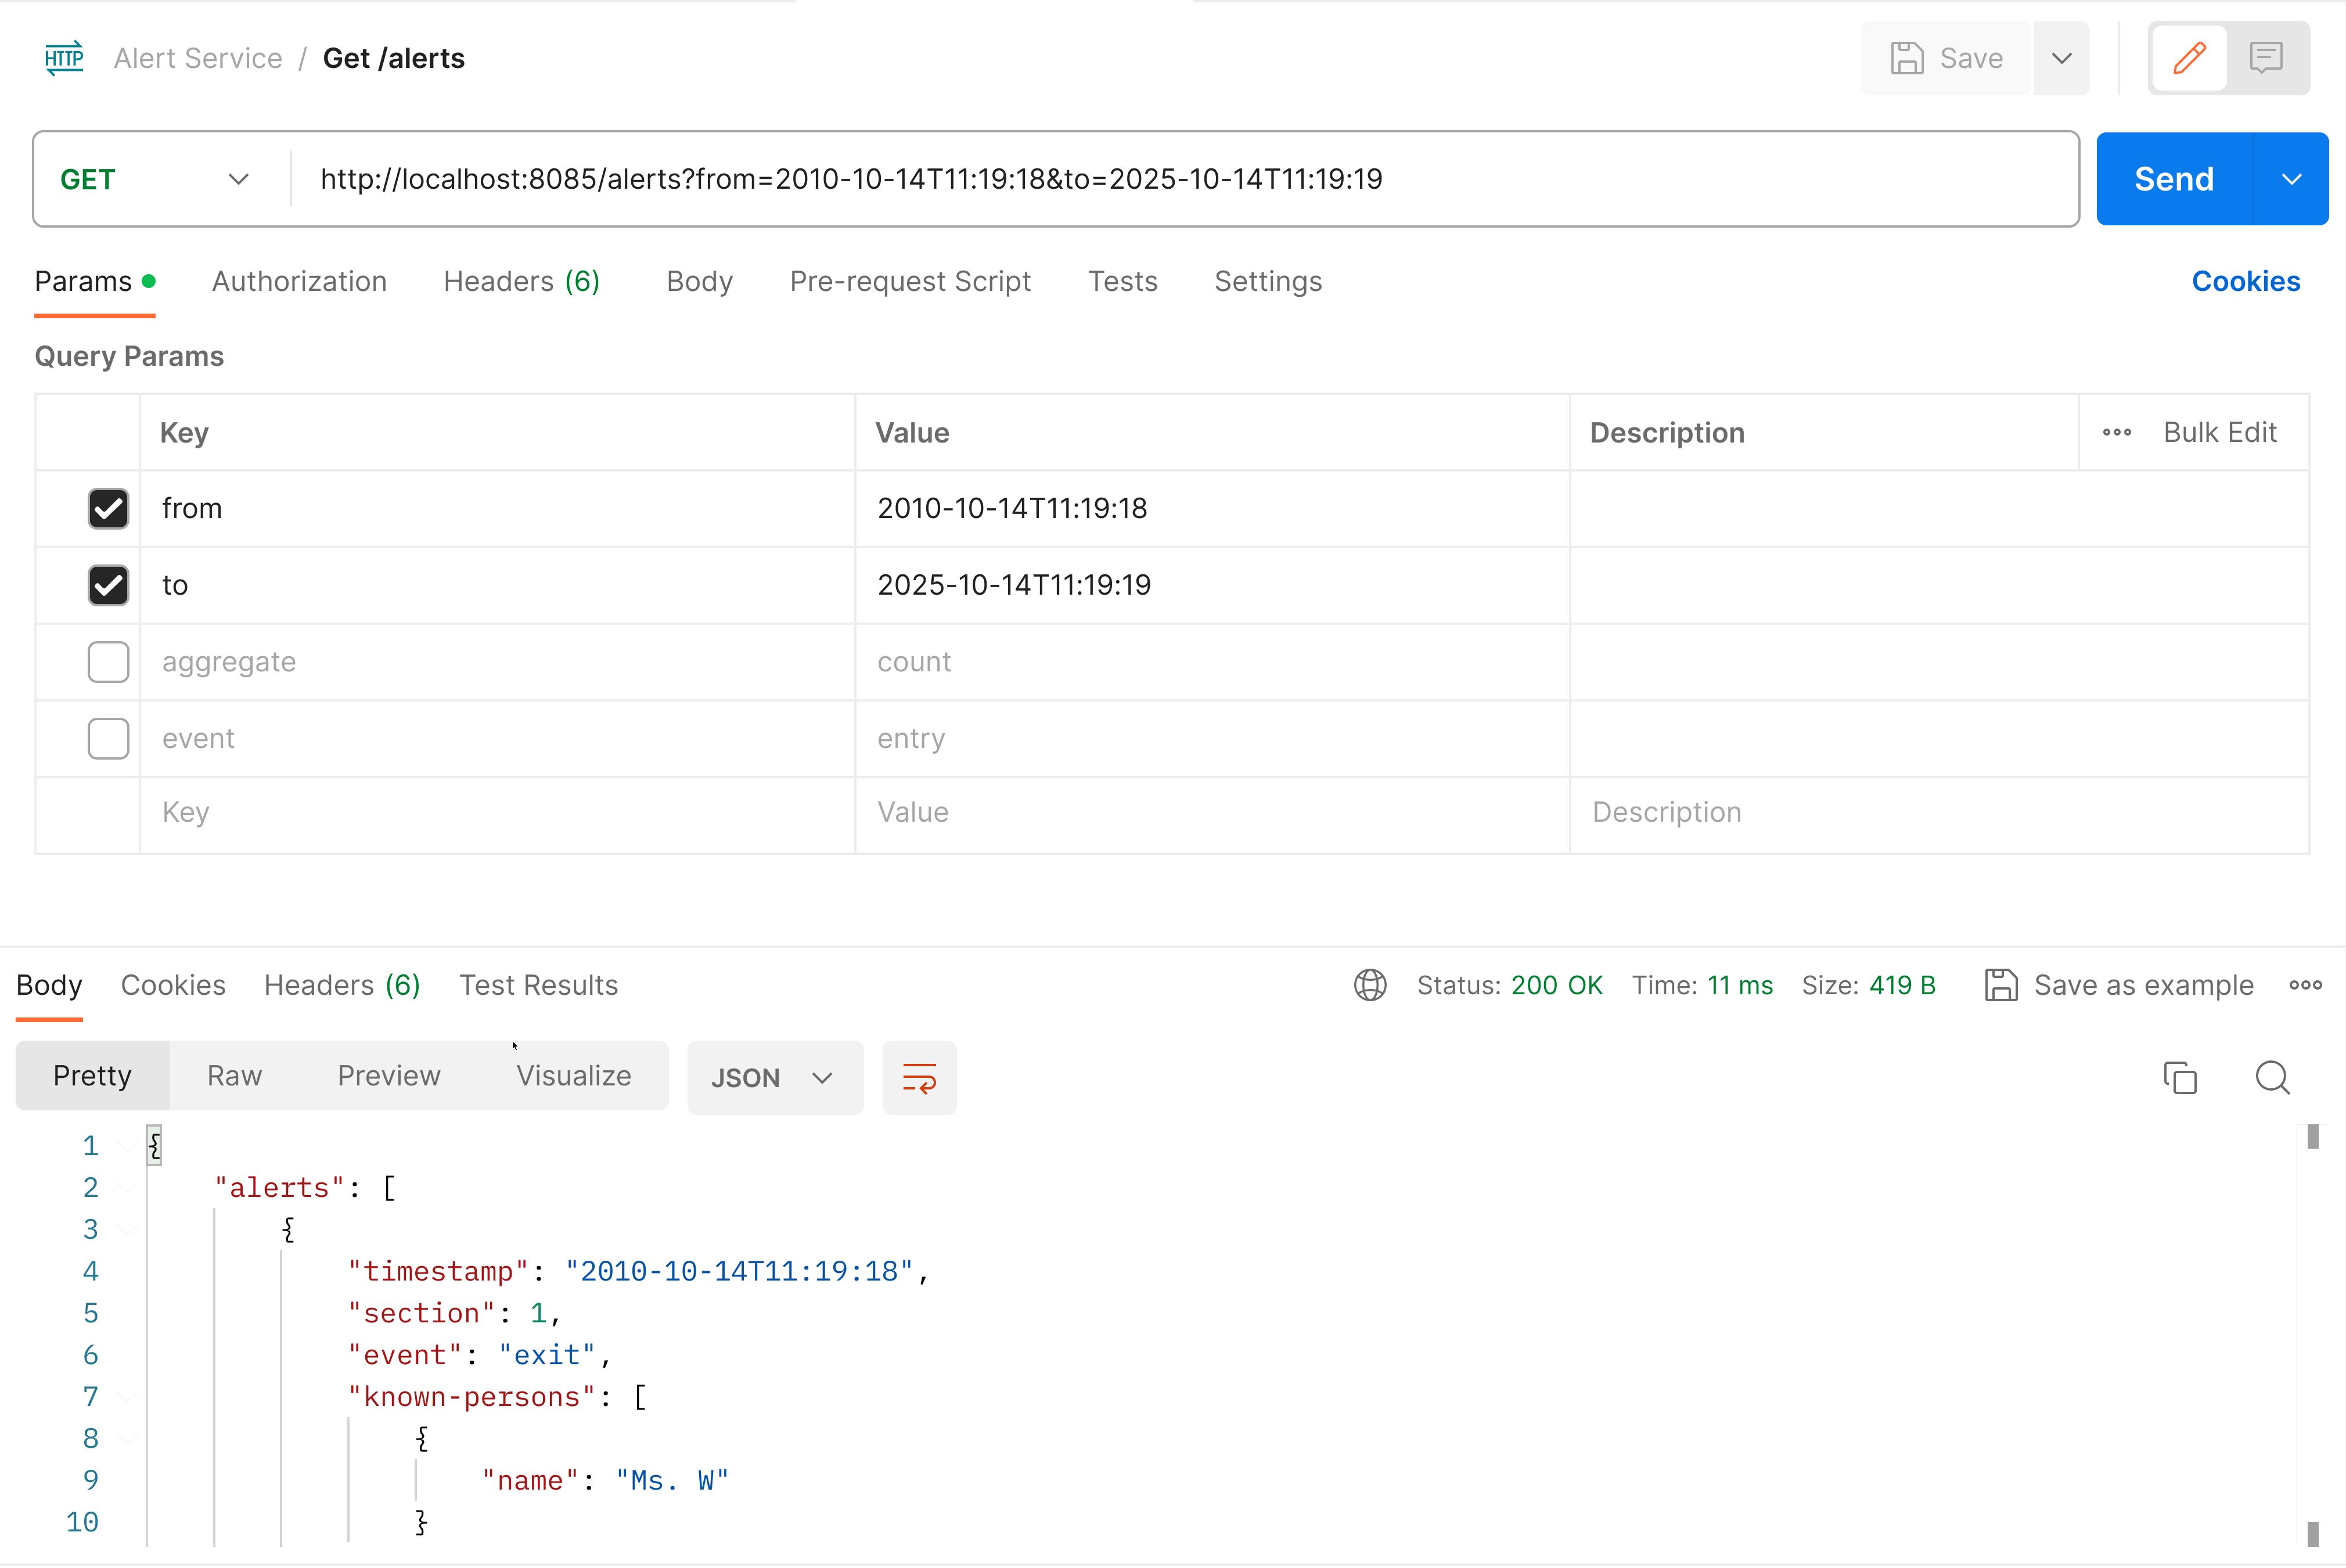 HTTP Alert Service / Get /alerts Save
GET http://localhost:8085/alerts?from=2010-10-14T11:19:18&to=2025-10-14T11:19:19 Send
Params Authorization Headers (6) Body Pre-request Script Tests Settings Cookies
Query Params
Key Value Description Bulk Edit
from 2010-10-14T11:19:18
to 2025-10-14T11:19:19
aggregate count
event entry
Key Value Description
Body Cookies Headers (6) Test Results Status: 200 OK Time: 11 ms Size: 419 B Save as example
Pretty Raw Preview Visualize JSON
1 {
2 "alerts": [
3 {
4 "timestamp": "2010-10-14T11:19:18",
5 "section": 1,
6 "event": "exit",
7 "known-persons": [
8 {
9 "name": "Ms. W"
10 }